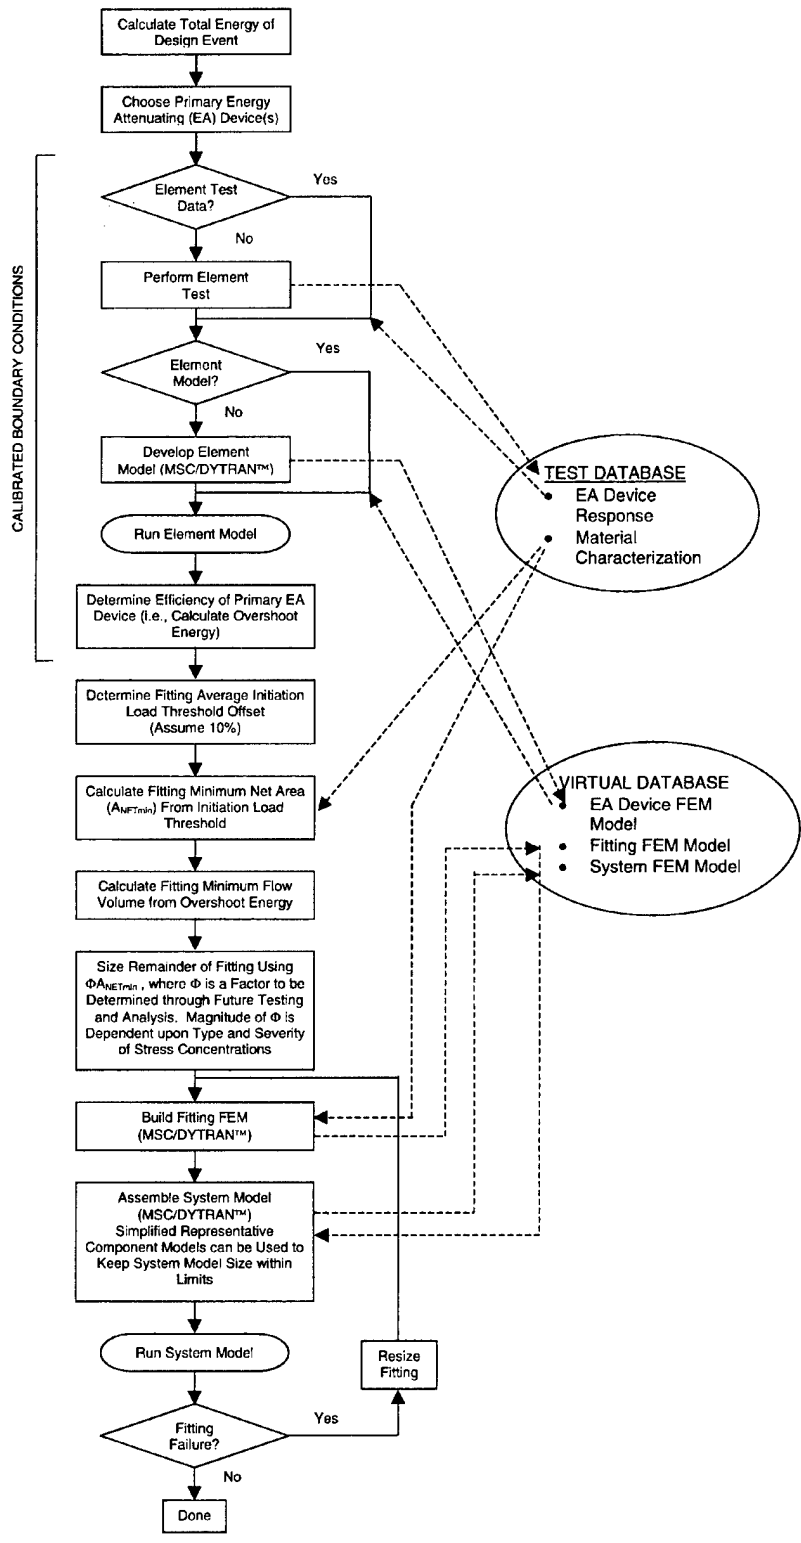 Calculate Total Energy of
Design Event
Choose Primary Energy
Attenuating (EA) Device(s)
CALIBRATED BOUNDARY CONDITIONS
Element Test
Data?
Yes
No
Perform Element
Test
Element
Model?
Yes
No
Develop Element
Model (MSC/DYTRAN™)
Run Element Model
Determine Efficiency of Primary EA
Device (i.e., Calculate Overshoot
Energy)
TEST DATABASE
• EA Device
Response
• Material
Characterization
Determine Fitting Average Initiation
Load Threshold Offset
(Assume 10%)
Calculate Fitting Minimum Net Area
(ANETmin) From Initiation Load
Threshold
VIRTUAL DATABASE
• EA Device FEM
Model
• Fitting FEM Model
• System FEM Model
Calculate Fitting Minimum Flow
Volume from Overshoot Energy
Size Remainder of Fitting Using
ΦANETmin , where Φ is a Factor to be
Determined through Future Testing
and Analysis. Magnitude of Φ is
Dependent upon Type and Severity
of Stress Concentrations
Build Fitting FEM
(MSC/DYTRAN™)
Assemble System Model
(MSC/DYTRAN™)
Simplified Representative
Component Models can be Used to
Keep System Model Size within
Limits
Run System Model
Resize
Fitting
Fitting
Failure?
Yes
No
Done